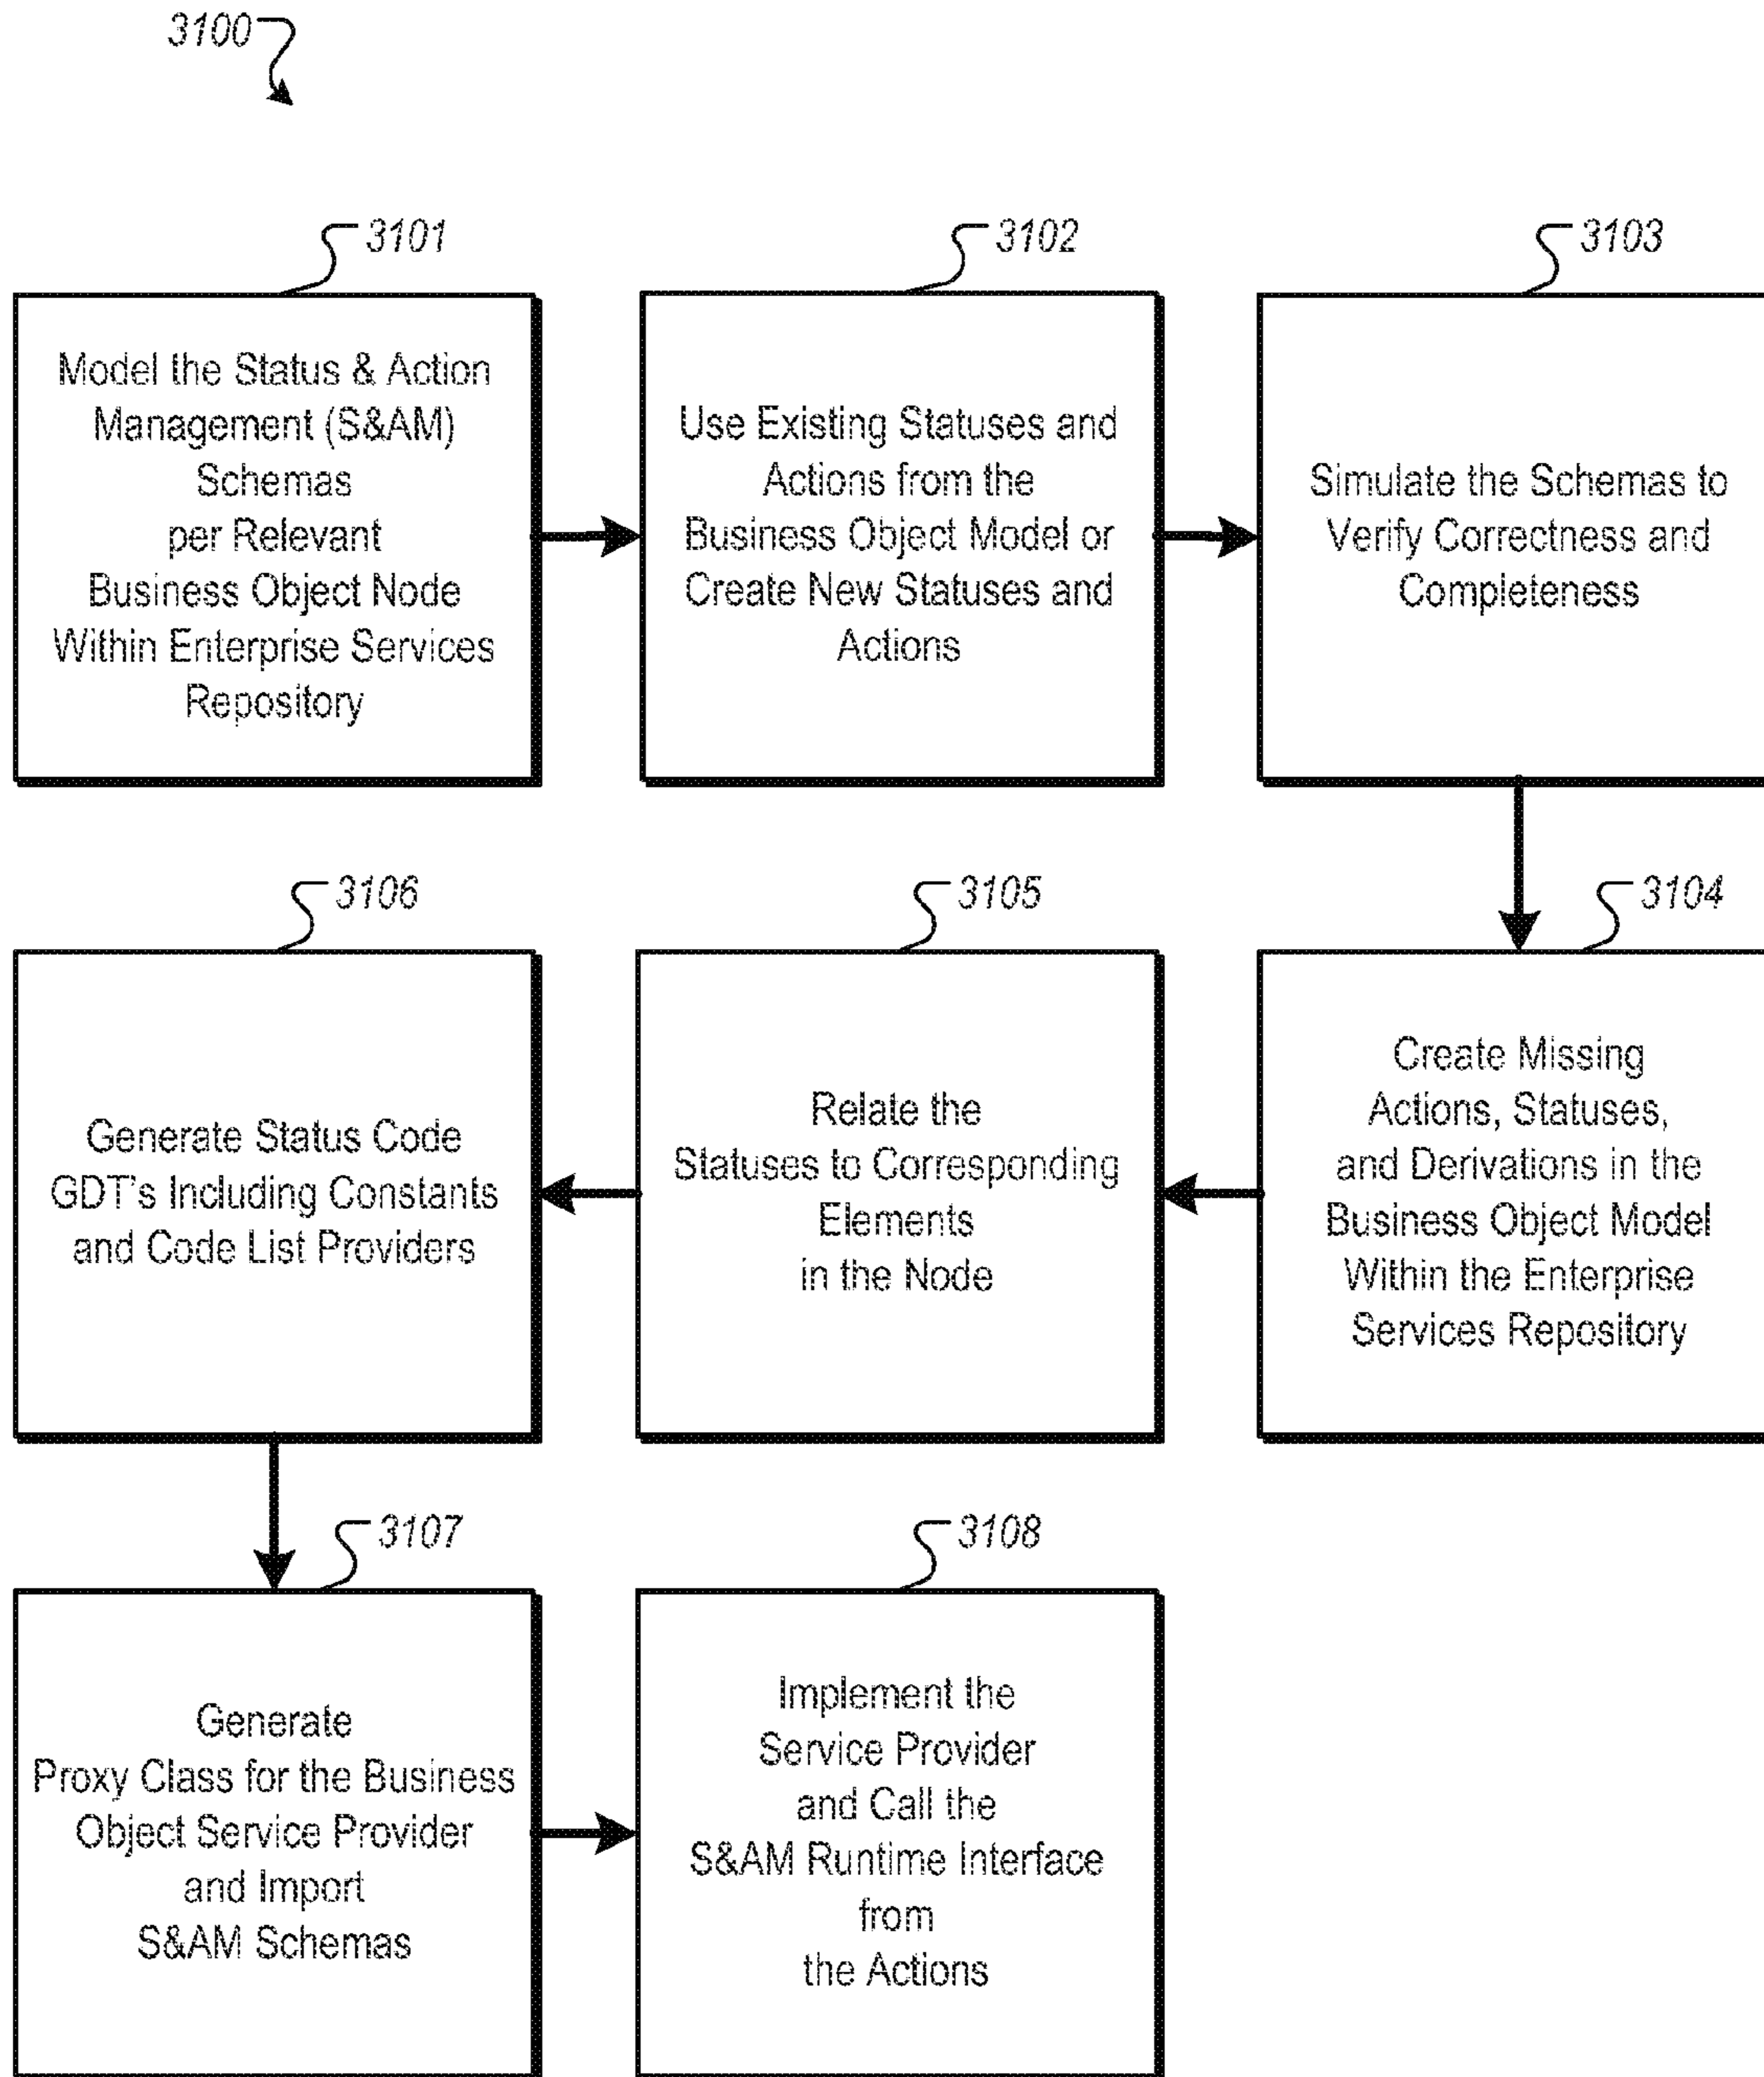 3100
3101
Model the Status & Action
Management (S&AM)
Schemas
per Relevant
Business Object Node
Within Enterprise Services
Repository
3102
Use Existing Statuses and
Actions from the
Business Object Model or
Create New Statuses and
Actions
3103
Simulate the Schemas to
Verify Correctness and
Completeness
3104
Create Missing
Actions, Statuses,
and Derivations in the
Business Object Model
Within the Enterprise
Services Repository
3105
Relate the
Statuses to Corresponding
Elements
in the Node
3106
Generate Status Code
GDT's Including Constants
and Code List Providers
3107
Generate
Proxy Class for the Business
Object Service Provider
and Import
S&AM Schemas
3108
Implement the
Service Provider
and Call the
S&AM Runtime Interface
from
the Actions